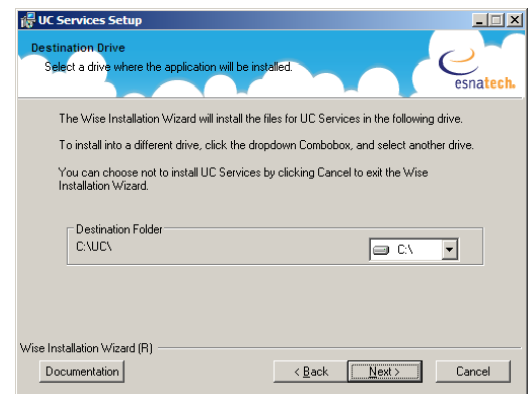 UC Services Setup
Destination Drive
Select a drive where the application will be installed.
esnatech.
The Wise Installation Wizard will install the files for UC Services in the following drive.
To install into a different drive, click the dropdown Combobox, and select another drive.
You can choose not to install UC Services by clicking Cancel to exit the Wise
Installation Wizard.
Destination Folder
C:\UC\
C:\
Wise Installation Wizard (R)
Documentation
< Back
Next >
Cancel